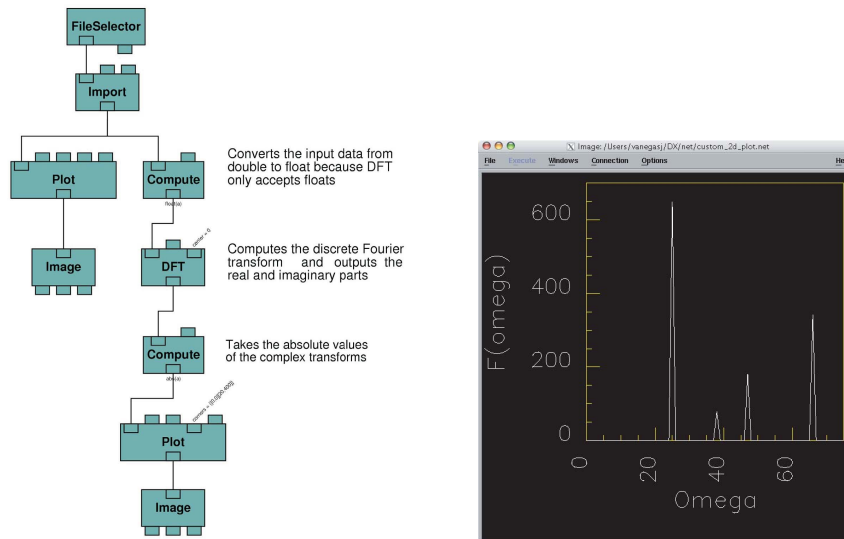 FileSelector
Import
Plot
Compute
float(a)
Converts the input data from
double to float because DFT
only accepts floats
Image
center = 0
DFT
Computes the discrete Fourier
transform and outputs the
real and imaginary parts
Compute
abs(a)
Takes the absolute values
of the complex transforms
Plot
Image
Image: /Users/vanegasj/DX/net/custom_2d_plot.net
File Execute Windows Connection Options He
F(omega)
600
400
200
0
0 20 40 60
Omega